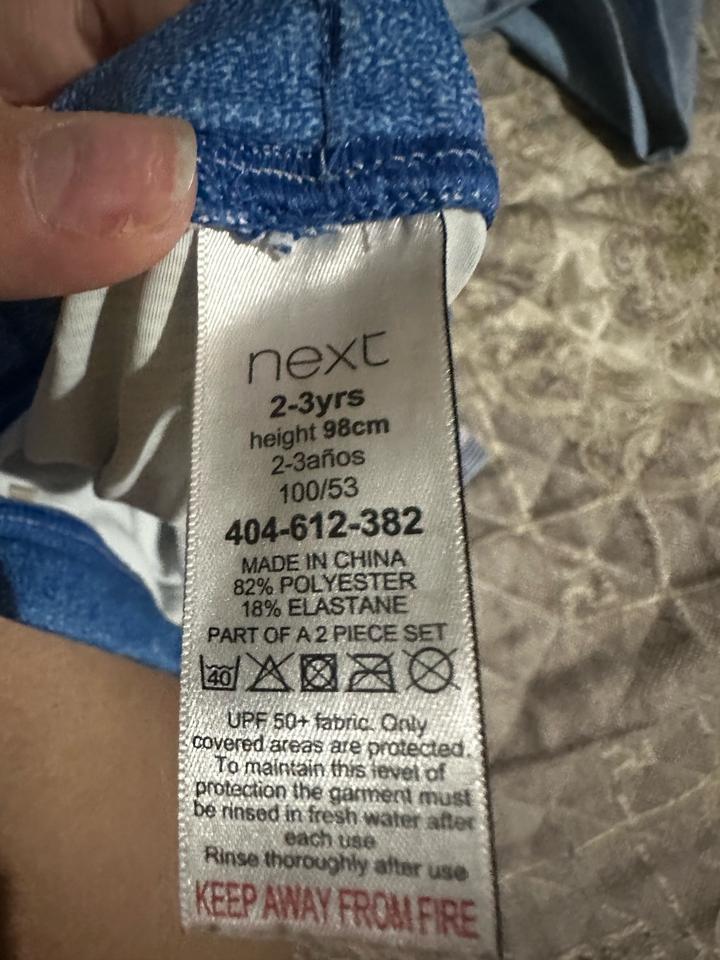 next
2-3yrs
height 98cm
2-3años
100/53
404-612-382
MADE IN CHINA
82% POLYESTER
18% ELASTANE
PART OF A 2 PIECE SET
40
UPF 50+ fabric. Only
covered areas are protected.
To maintain this level of
protection the garment must
be rinsed in fresh water after
each use
Rinse thoroughly after use
KEEP AWAY FROM FIRE